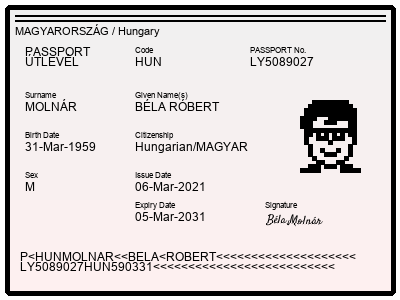 MAGYARORSZÁG / Hungary
PASSPORT
ÚTLEVÉL
Code
HUN
PASSPORT No.
LY5089027
Surname
MOLNÁR
Given Name(s)
BÉLA RÓBERT
Birth Date
31-Mar-1959
Citizenship
Hungarian/MAGYAR
Sex
M
Issue Date
06-Mar-2021
Expiry Date
05-Mar-2031
Signature
Béla Molnár
P<HUNMOLNAR<<BELA<ROBERT<<<<<<<<<<<<<<<<<<<<
LY5089027HUN590331<<<<<<<<<<<<<<<<<<<<<<<<<<